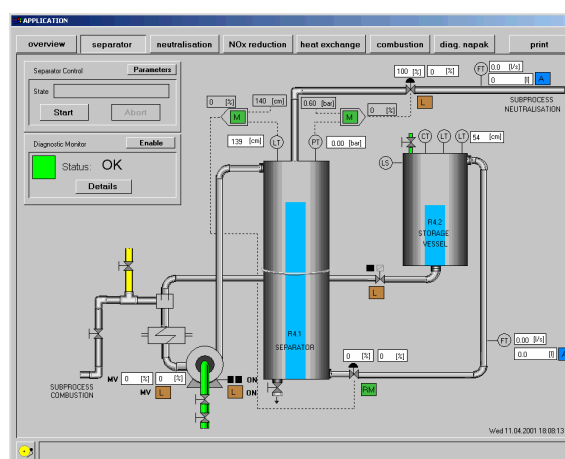 APPLICATION
overview separator neutralisation NOx reduction heat exchange combustion diag. napak print
Separator Control Parameters
State
Start Abort
Diagnostic Monitor Enable
Status: OK
Details
100 [%] 0 [%]
FT 0.0 [l/s]
0 [l] A
L
SUBPROCESS
NEUTRALISATION
0 [%] 140 [cm] 0.60 [bar] 0 [%]
M M
139 [cm] LT PT 0.00 [bar]
CT LT LT 54 [cm]
LS
R4.2
STORAGE
VESSEL
L
R4.1
SEPARATOR
FT 0.00 [l/s]
0.0 [l] A
0 [%] 0 [%]
RM
SUBPROCESS
COMBUSTION
MV 0 [%] 0 [%] ON
MV L L ON
Wed 11.04.2001 18:08:13